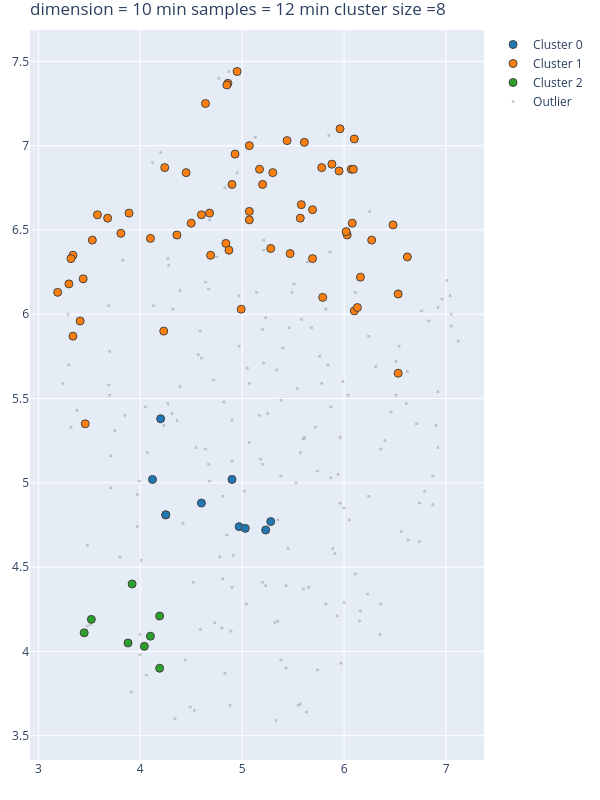 dimension = 10 min samples = 12 min cluster size =8
Cluster 0
Cluster 1
Cluster 2
Outlier
7.5
7
6.5
6
5.5
5
4.5
4
3.5
3 4 5 6 7